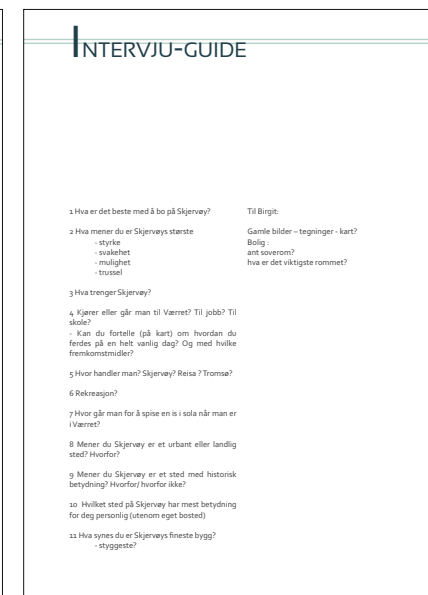 INTERVJU-GUIDE
1 Hva er det beste med å bo på Skjervøy?
2 Hva mener du er Skjervøys største
- styrke
- svakhet
- mulighet
- trussel
3 Hva trenger Skjervøy?
4 Kjører eller går man til Værret? Til jobb? Til
skole?
- Kan du fortelle (på kart) om hvordan du
ferdes på en helt vanlig dag? Og med hvilke
fremkomstmidler?
5 Hvor handler man? Skjervøy? Reisa ? Tromsø?
6 Rekreasjon?
7 Hvor går man for å spise en is i sola når man er
i Værret?
8 Mener du Skjervøy er et urbant eller landlig
sted? Hvorfor?
9 Mener du Skjervøy er et sted med historisk
betydning? Hvorfor/ hvorfor ikke?
10 Hvilket sted på Skjervøy har mest betydning
for deg personlig (utenom eget bosted)
11 Hva synes du er Skjervøys fineste bygg?
- styggeste?
Til Birgit:
Gamle bilder – tegninger - kart?
Bolig :
ant soverom?
hva er det viktigste rommet?